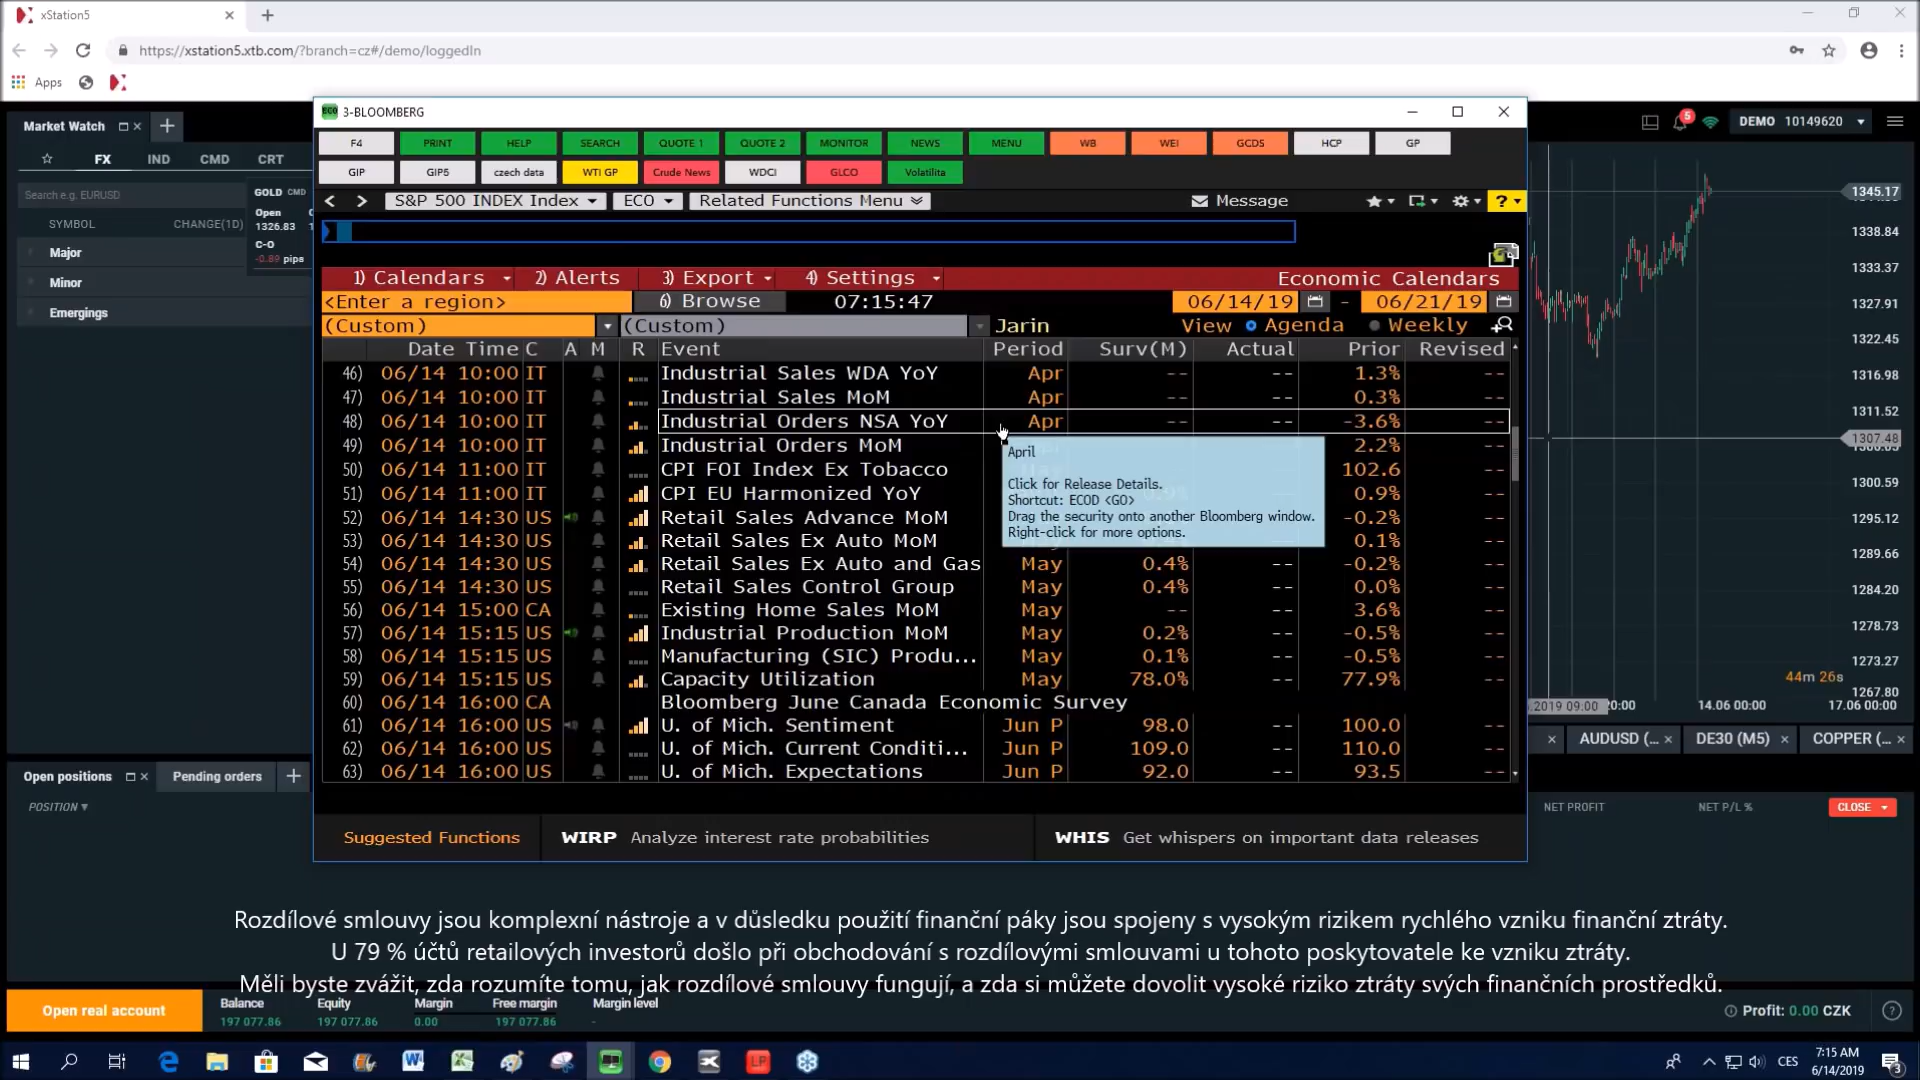 xStation5
https://xstation5.xtb.com/?branch=cz#/demo/loggedIn
Apps
Market Watch
FX IND CMD CRT
Search e.g. EURUSD
SYMBOL CHANGE(1D)
Major
Minor
Emergings
GOLD CMD
Open
1326.83
C-O
-0.89 pips
3-BLOOMBERG
F4 PRINT HELP SEARCH QUOTE 1 QUOTE 2 MONITOR NEWS MENU WB WEI GCDS HCP GP
GIP GIP5 czech data WTI GP Crude News WDCI GLCO Volatilita
S&P 500 INDEX Index ECO Related Functions Menu Message
1) Calendars 2) Alerts 3) Export 4) Settings Economic Calendars
<Enter a region> 6) Browse 07:15:47 06/14/19 - 06/21/19
(Custom) (Custom) Jarin View Agenda Weekly
Date Time C A M R Event Period Surv(M) Actual Prior Revised
46) 06/14 10:00 IT Industrial Sales WDA YoY Apr -- -- 1.3% --
47) 06/14 10:00 IT Industrial Sales MoM Apr -- -- 0.3% --
48) 06/14 10:00 IT Industrial Orders NSA YoY Apr -- -- -3.6% --
49) 06/14 10:00 IT Industrial Orders MoM 2.2% --
50) 06/14 11:00 IT CPI FOI Index Ex Tobacco 102.6 --
51) 06/14 11:00 IT CPI EU Harmonized YoY 0.9% --
52) 06/14 14:30 US Retail Sales Advance MoM -0.2% --
53) 06/14 14:30 US Retail Sales Ex Auto MoM 0.1% --
54) 06/14 14:30 US Retail Sales Ex Auto and Gas May 0.4% -- -0.2% --
55) 06/14 14:30 US Retail Sales Control Group May 0.4% -- 0.0% --
56) 06/14 15:00 CA Existing Home Sales MoM May -- -- 3.6% --
57) 06/14 15:15 US Industrial Production MoM May 0.2% -- -0.5% --
58) 06/14 15:15 US Manufacturing (SIC) Produ... May 0.1% -- -0.5% --
59) 06/14 15:15 US Capacity Utilization May 78.0% -- 77.9% --
60) 06/14 16:00 CA Bloomberg June Canada Economic Survey
61) 06/14 16:00 US U. of Mich. Sentiment Jun P 98.0 -- 100.0 --
62) 06/14 16:00 US U. of Mich. Current Conditi... Jun P 109.0 -- 110.0 --
63) 06/14 16:00 US U. of Mich. Expectations Jun P 92.0 -- 93.5 --
April
Click for Release Details.
Shortcut: ECOD <GO>
Drag the security onto another Bloomberg window.
Right-click for more options.
Suggested Functions WIRP Analyze interest rate probabilities WHIS Get whispers on important data releases
5 DEMO 10149620
1345.17
1338.84
1333.37
1327.91
1322.45
1316.98
1311.52
1307.48
1300.59
1295.12
1289.66
1284.19
1278.73
1273.27
44m 26s
1267.80
.2019 09:00 14.06 00:00 17.06 00:00
AUDUSD (... DE30 (M5) COPPER (...
Open positions Pending orders
POSITION NET PROFIT NET P/L % CLOSE
Rozdílové smlouvy jsou komplexní nástroje a v důsledku použití finanční páky jsou spojeny s vysokým rizikem rychlého vzniku finanční ztráty.
U 79 % účtů retailových investorů došlo při obchodování s rozdílovými smlouvami u tohoto poskytovatele ke vzniku ztráty.
Měli byste zvážit, zda rozumíte tomu, jak rozdílové smlouvy fungují, a zda si můžete dovolit vysoké riziko ztráty svých finančních prostředků.
Open real account
Balance Equity Margin Free margin Margin level
197 077.86 197 077.86 0.00 197 077.86 -
Profit: 0.00 CZK
CES
7:15 AM
6/14/2019
3